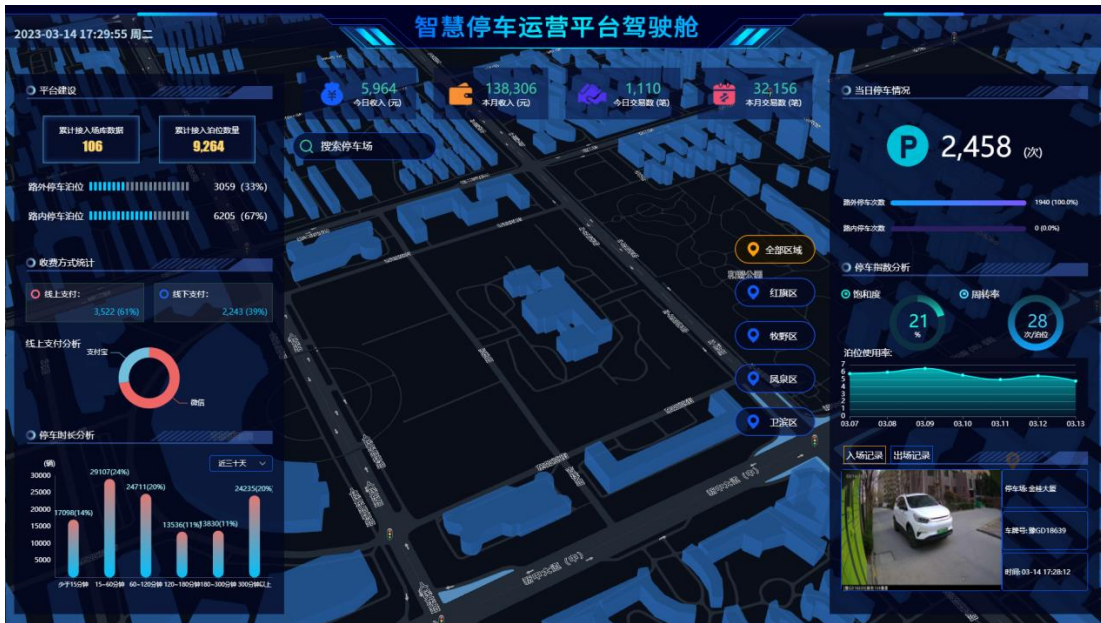 智慧停车运营平台驾驶舱
2023-03-14 17:29:55 周二
5,964
今日收入 (元)
138,306
本月收入 (元)
1,110
今日交易数 (笔)
32,156
本月交易数 (笔)
搜索停车场
平台建设
累计接入场库数据
106
累计接入泊位数量
9,264
路外停车泊位 3059 (33%)
路内停车泊位 6205 (67%)
收费方式统计
线上支付:
3,522 (61%)
线下支付:
2,243 (39%)
线上支付分析
支付宝
微信
停车时长分析
近三十天
(辆)
30000
25000
20000
15000
10000
5000
17098(14%)
29107(24%)
24711(20%)
13536(11%)
13830(11%)
24235(20%
少于15分钟 15~60分钟 60~120分钟 120~180分钟 180~300分钟 300分钟以上
全部区域
红旗区
牧野区
凤泉区
卫滨区
新中大道 (中)
新中大道 (中)
当日停车情况
P
2,458 (次)
路外停车次数 1940 (100.0%)
路内停车次数 0 (0.0%)
停车指数分析
饱和度
21
%
周转率
28
次/泊位
泊位使用率:
7
6
5
4
3
2
1
0
03.07 03.08 03.09 03.10 03.11 03.12 03.13
入场记录 出场记录
停车场: 金桂大厦
车牌号: 豫GD18639
时间: 03-14 17:28:12